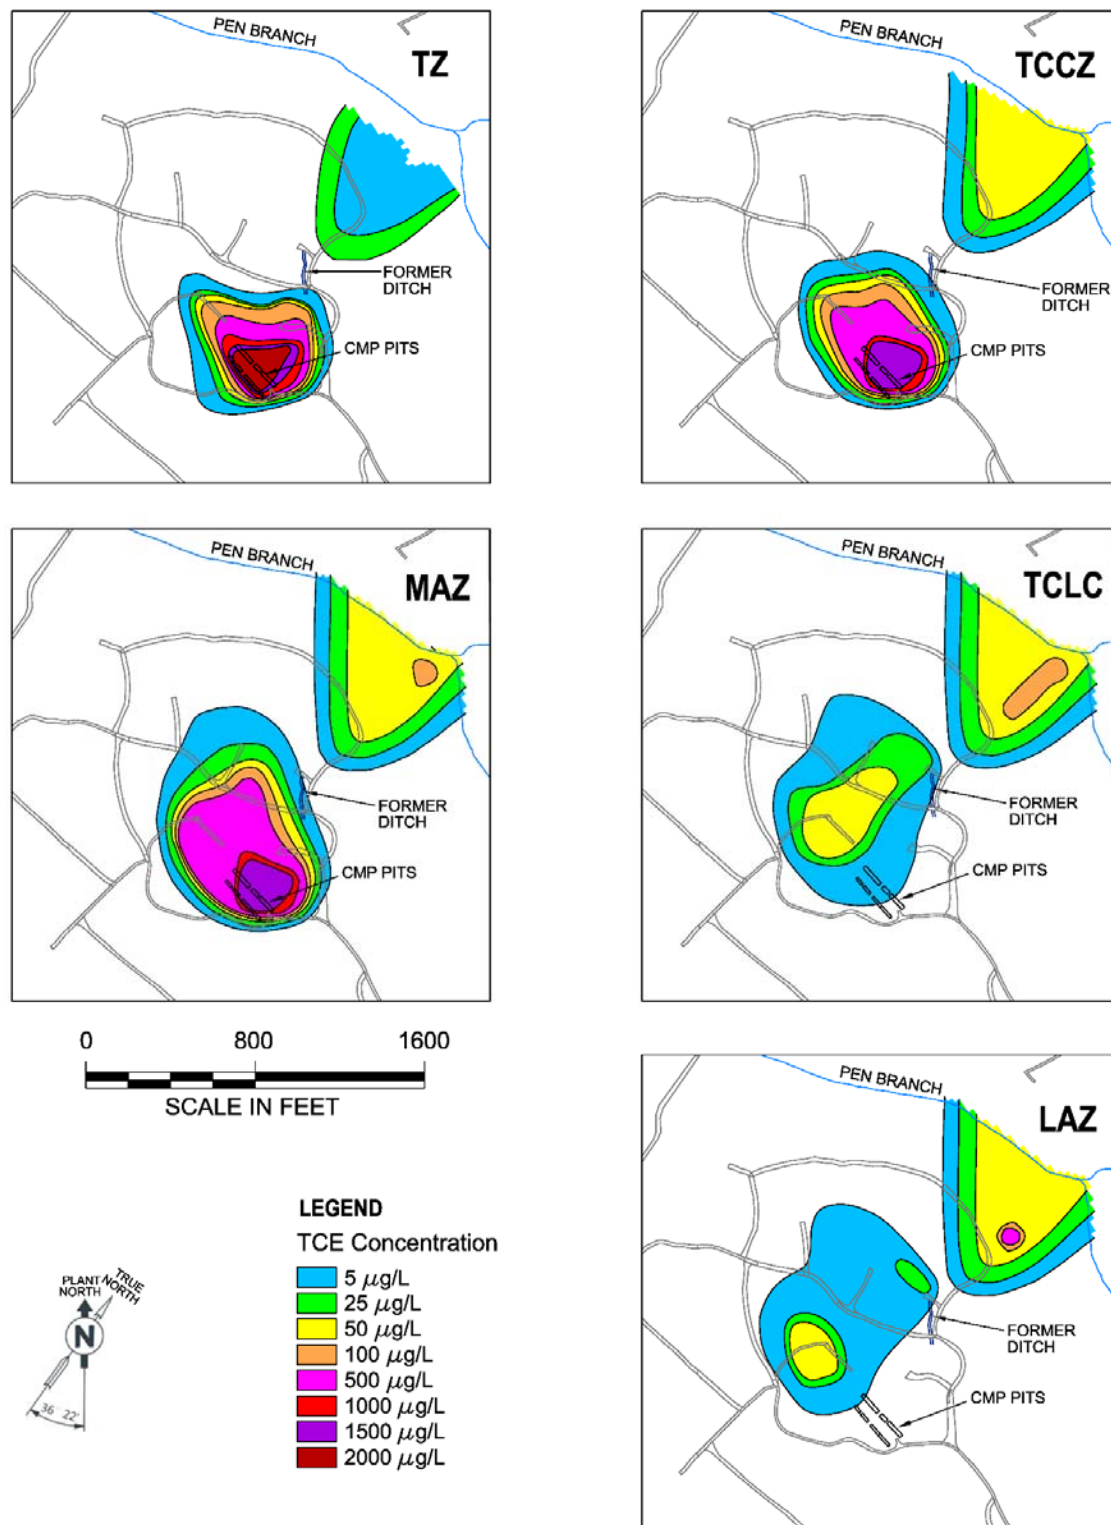 PEN BRANCH
TZ
FORMER
DITCH
CMP PITS
PEN BRANCH
TCCZ
FORMER
DITCH
CMP PITS
PEN BRANCH
MAZ
FORMER
DITCH
CMP PITS
PEN BRANCH
TCLC
FORMER
DITCH
CMP PITS
0 800 1600
SCALE IN FEET
PEN BRANCH
LAZ
FORMER
DITCH
CMP PITS
PLANT
NORTH
TRUE
NORTH
N
36° 22'
LEGEND
TCE Concentration
5 µg/L
25 µg/L
50 µg/L
100 µg/L
500 µg/L
1000 µg/L
1500 µg/L
2000 µg/L